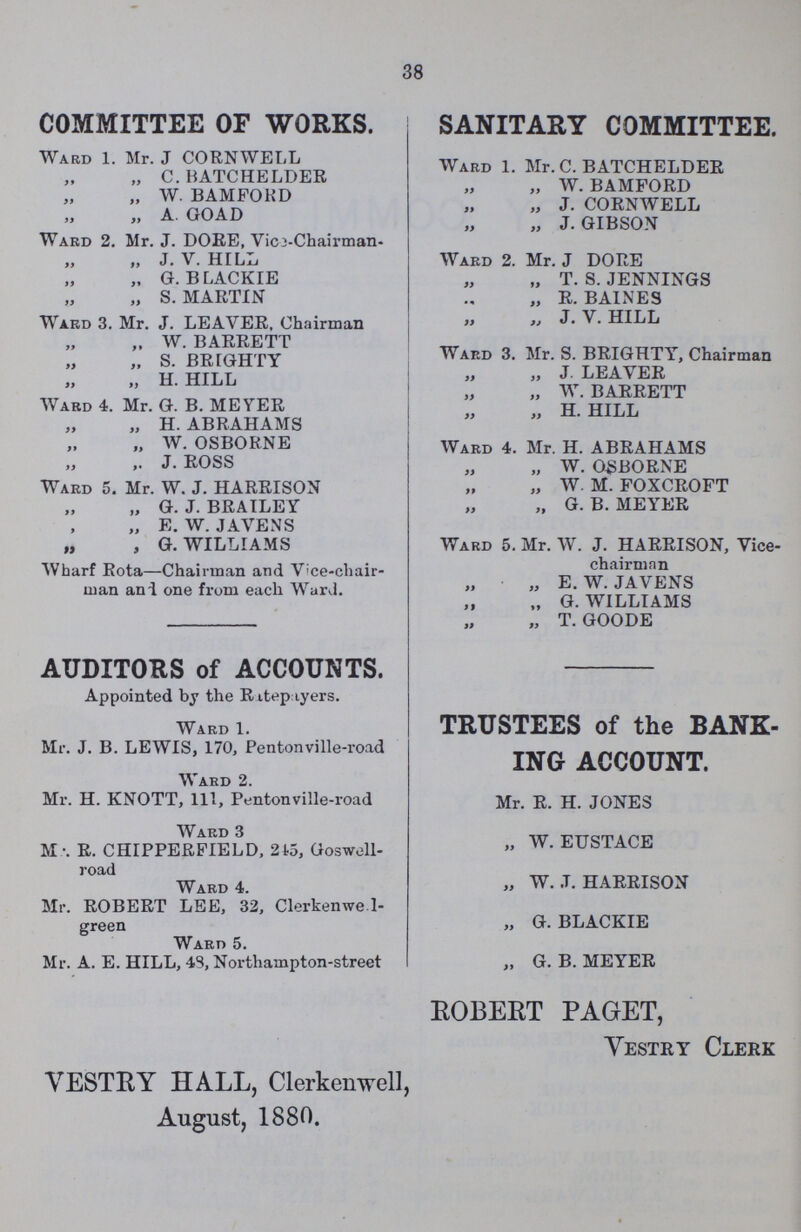 38
COMMITTEE OF WORKS.
WARD 1. Mr. J CORNWELL
,, ,, C. BATCHELDER
,, ,, W. BAMFORD
,, ,, A. GOAD
WARD 2. Mr. J. DORE, Vice-Chairman.
,, ,, J. V. HILL
,, ,, G. BLACKIE
,, ,, S. MARTIN
WARD 3. Mr. J. LEAVER, Chairman
,, ,, W. BARRETT
,, ,, S. BRIGHTY
,, ,, H. HILL
WARD 4. Mr. G. B. MEYER
,, ,, H. ABRAHAMS
,, ,, W. OSBORNE
,, ,. J. ROSS
WARD 5. Mr. W. J. HARRISON
,, ,, G. J. BRAILEY
, ,, E. W. JAVENS
,, , G. WILLIAMS
Wharf Rota—Chairman and Vice-chair-
man and one from each Ward.
AUDITORS of ACCOUNTS.
Appointed by the Ratepayers.
WARD 1.
Mr. J. B. LEWIS, 170, Pentonville-road
WARD 2.
Mr. H. KNOTT, 111, Pentonville-road
WARD 3
Mr. R. CHIPPERFIELD, 245, Goswell-
road
WARD 4.
Mr. ROBERT LEE, 32, Clerkenwell-
green
WARD 5.
Mr. A. E. HILL, 48, Northampton-street
SANITARY COMMITTEE.
WARD 1. Mr. C. BATCHELDER
,, ,, W. BAMFORD
,, ,, J. CORNWELL
,, ,, J. GIBSON
WARD 2. Mr. J DORE
,, ,, T. S. JENNINGS
,, ,, R. BAINES
,, ,, J. V. HILL
WARD 3. Mr. S. BRIGHTY, Chairman
,, ,, J. LEAVER
,, ,, W. BARRETT
,, ,, H. HILL
WARD 4. Mr. H. ABRAHAMS
,, ,, W. OSBORNE
,, ,, W. M. FOXCROFT
,, ,, G. B. MEYER
WARD 5. Mr. W. J. HARRISON, Vice-
chairman
,, ,, E. W. JAVENS
,, ,, G. WILLIAMS
,, ,, T. GOODE
TRUSTEES of the BANK-
ING ACCOUNT.
Mr. R. H. JONES
,, W. EUSTACE
,, W. J. HARRISON
,, G. BLACKIE
,, G. B. MEYER
ROBERT PAGET,
VESTRY CLERK
VESTRY HALL, Clerkenwell,
August, 1880.